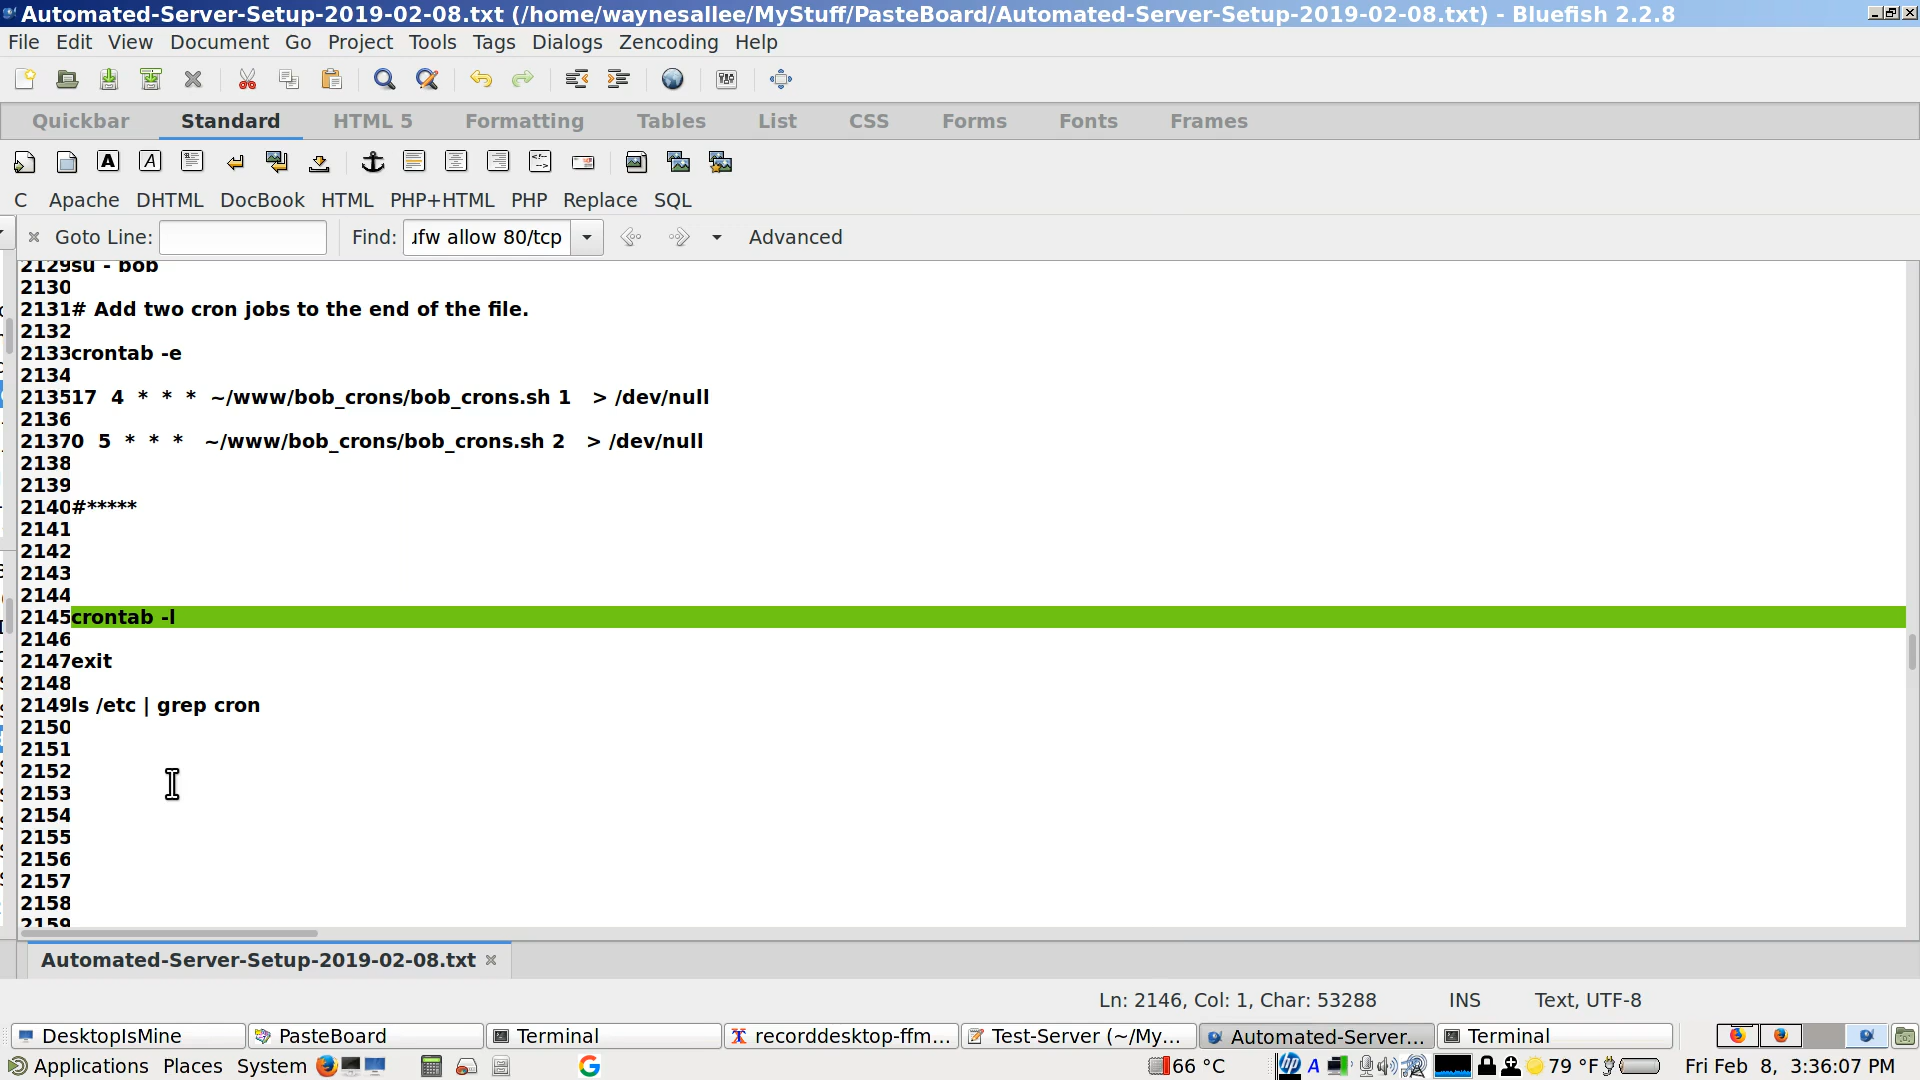 Automated-Server-Setup-2019-02-08.txt (/home/waynesallee/MyStuff/PasteBoard/Automated-Server-Setup-2019-02-08.txt) - Bluefish 2.2.8
File Edit View Document Go Project Tools Tags Dialogs Zencoding Help
Quickbar Standard HTML 5 Formatting Tables List CSS Forms Fonts Frames
C Apache DHTML DocBook HTML PHP+HTML PHP Replace SQL
Goto Line: Find: ufw allow 80/tcp Advanced
2129su - bob
2130
2131# Add two cron jobs to the end of the file.
2132
2133crontab -e
2134
213517 4 * * * ~/www/bob_crons/bob_crons.sh 1 > /dev/null
2136
21370 5 * * * ~/www/bob_crons/bob_crons.sh 2 > /dev/null
2138
2139
2140#*****
2141
2142
2143
2144
2145crontab -l
2146
2147exit
2148
2149ls /etc | grep cron
2150
2151
2152
2153
2154
2155
2156
2157
2158
2159
Automated-Server-Setup-2019-02-08.txt
Ln: 2146, Col: 1, Char: 53288 INS Text, UTF-8
DesktopIsMine PasteBoard Terminal recorddesktop-ffm... Test-Server (~/My... Automated-Server... Terminal
Applications Places System 66 °C 79 °F Fri Feb 8, 3:36:07 PM